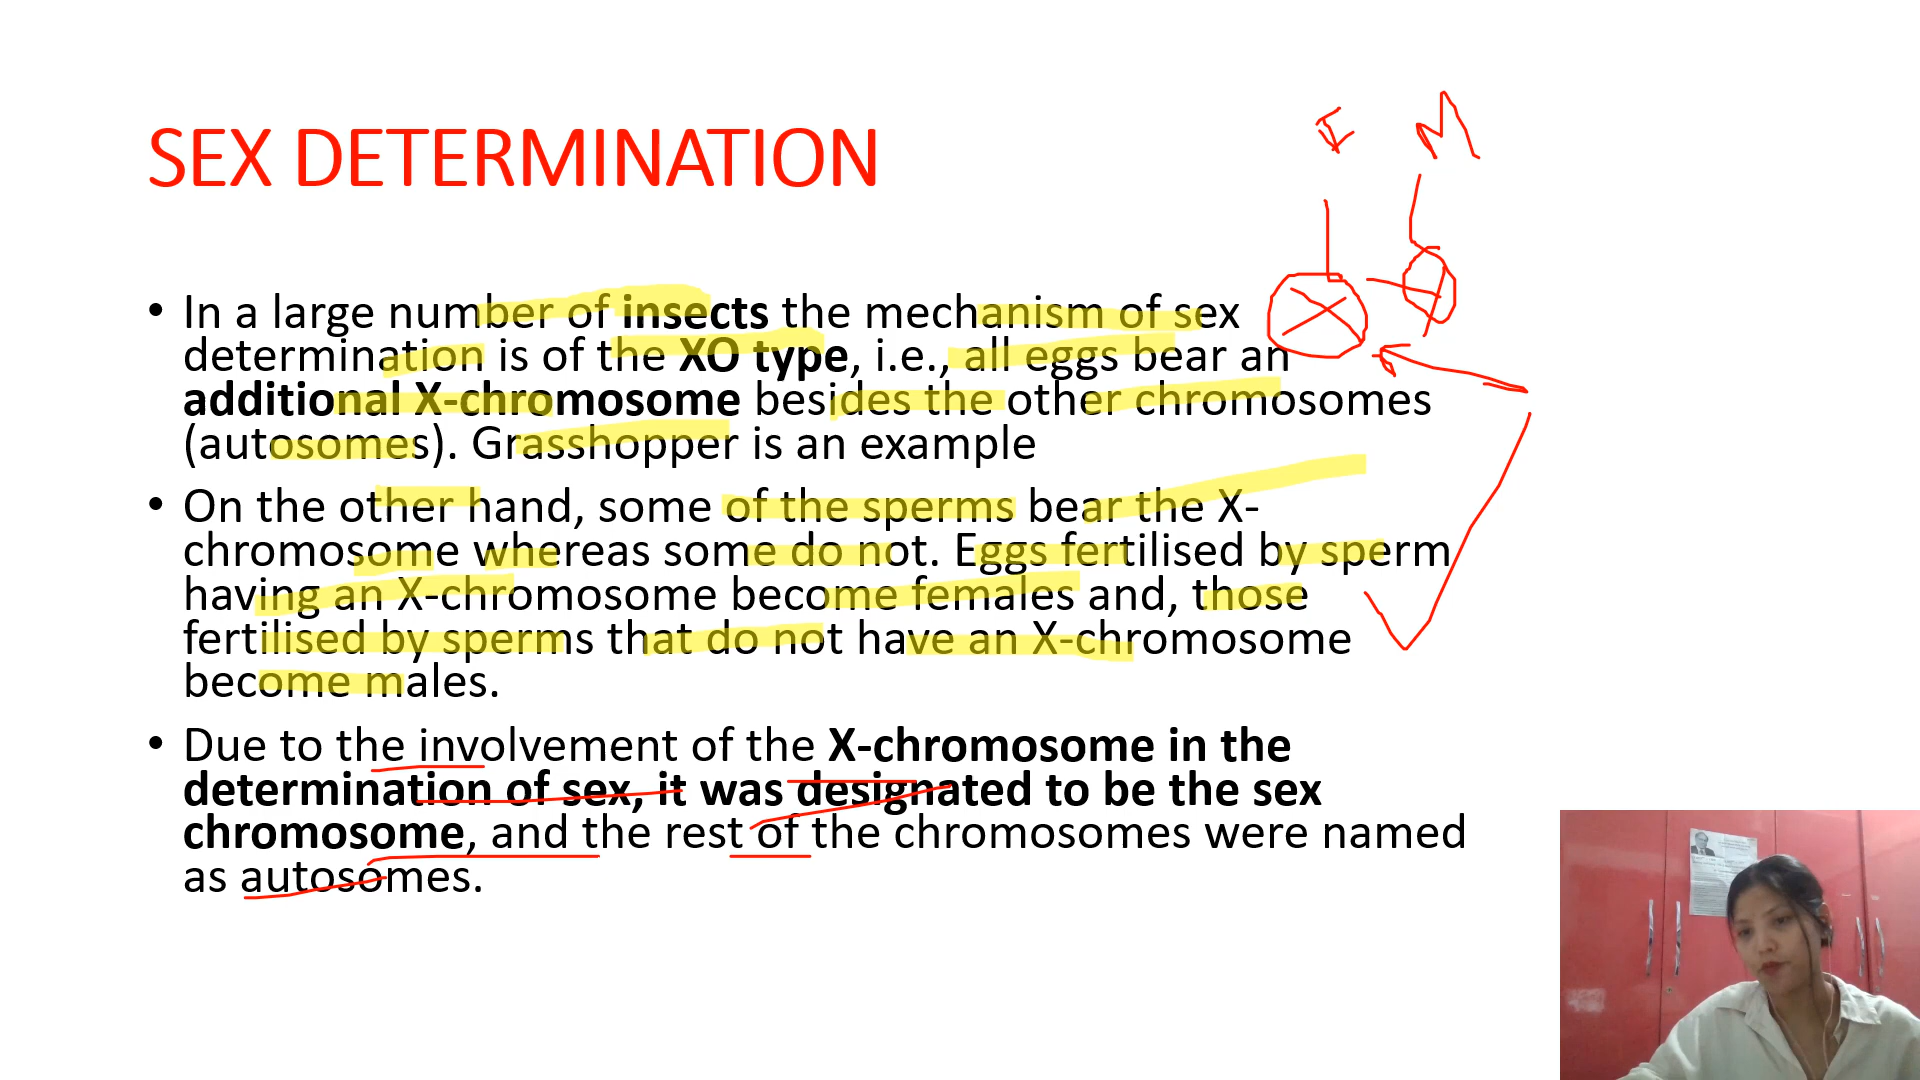 SEX DETERMINATION
F M
• In a large number of insects the mechanism of sex
determination is of the XO type, i.e., all eggs bear an
additional X-chromosome besides the other chromosomes
(autosomes). Grasshopper is an example
• On the other hand, some of the sperms bear the X-
chromosome whereas some do not. Eggs fertilised by sperm
having an X-chromosome become females and, those
fertilised by sperms that do not have an X-chromosome
become males.
• Due to the involvement of the X-chromosome in the
determination of sex, it was designated to be the sex
chromosome, and the rest of the chromosomes were named
as autosomes.